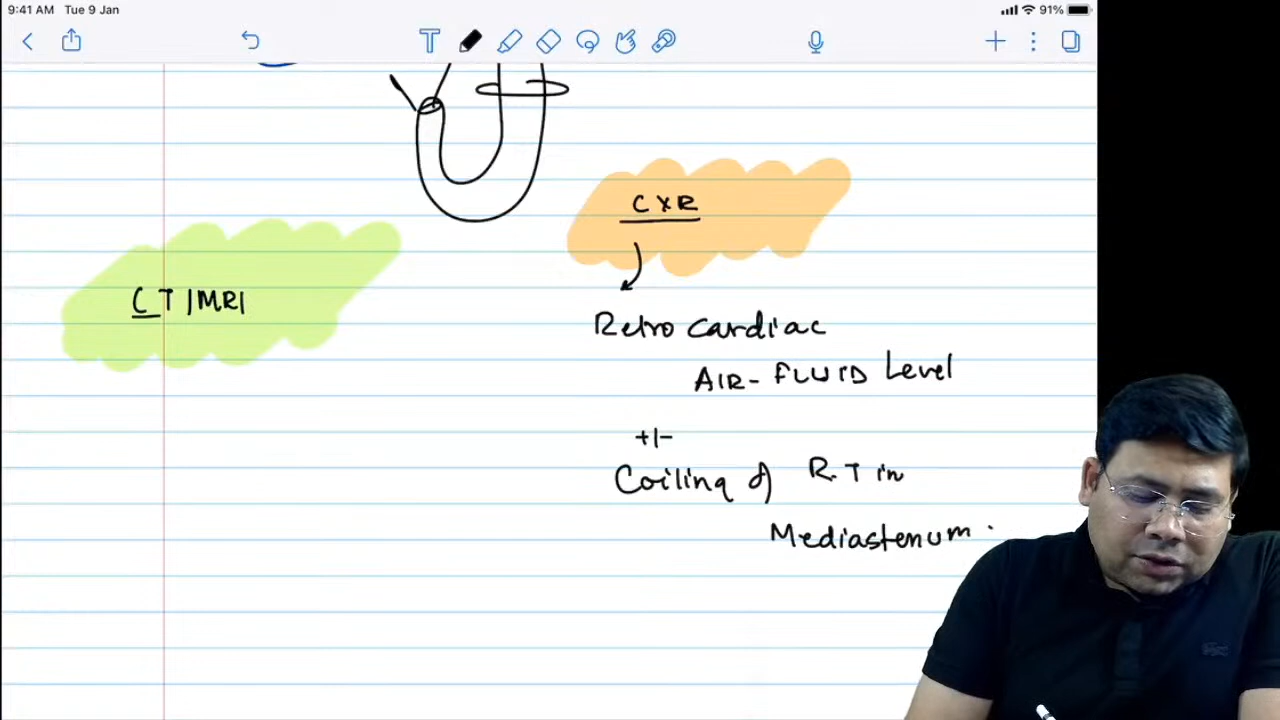 9:41 AM Tue 9 Jan
91%
T
CXR
CT/MRI
Retro cardiac
AIR-FLUID Level
+/-
Coiling of R.T in
Mediastenum.